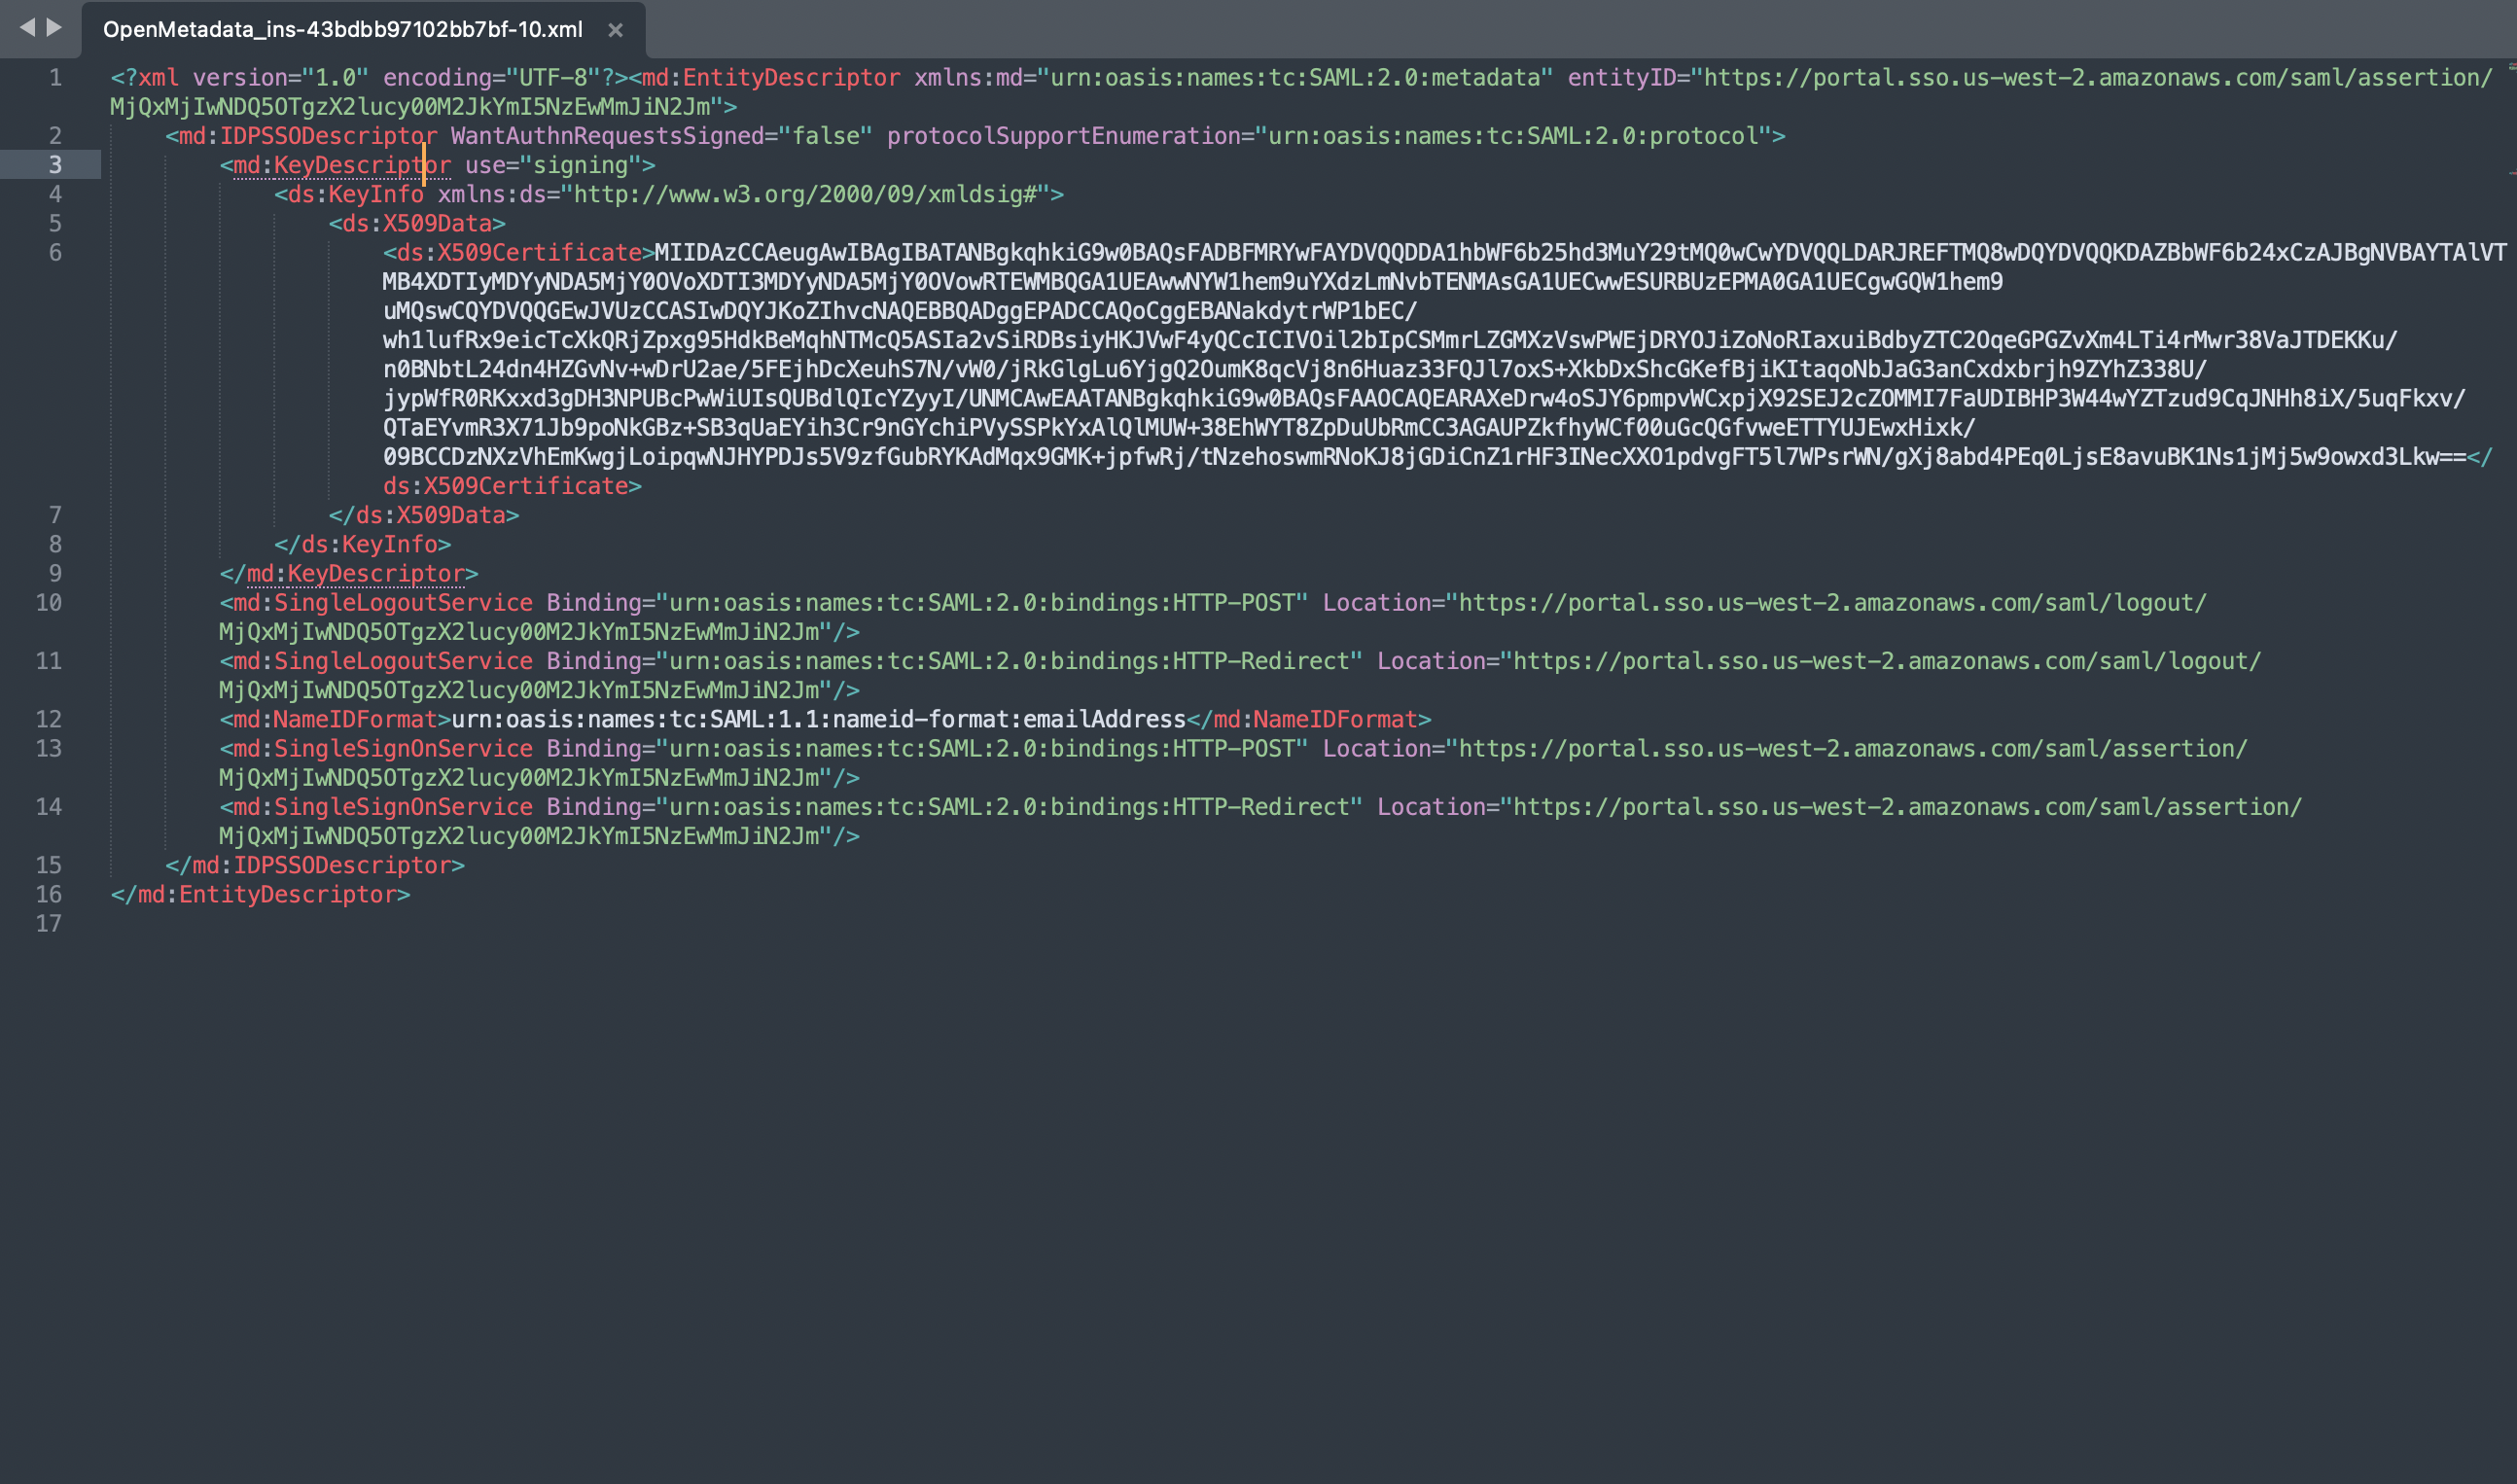 OpenMetadata_ins-43bdbb97102bb7bf-10.xml ×
1 <?xml version="1.0" encoding="UTF-8"?><md:EntityDescriptor xmlns:md="urn:oasis:names:tc:SAML:2.0:metadata" entityID="https://portal.sso.us-west-2.amazonaws.com/saml/assertion/
MjQxMjIwNDQ5OTgzX2lucy00M2JkYmI5NzEwMmJiN2Jm">
2 <md:IDPSSODescriptor WantAuthnRequestsSigned="false" protocolSupportEnumeration="urn:oasis:names:tc:SAML:2.0:protocol">
3 <md:KeyDescriptor use="signing">
4 <ds:KeyInfo xmlns:ds="http://www.w3.org/2000/09/xmldsig#">
5 <ds:X509Data>
6 <ds:X509Certificate>MIIDAzCCAeugAwIBAgIBATANBgkqhkiG9w0BAQsFADBFMRYwFAYDVQQDDA1hbWF6b25hd3MuY29tMQ0wCwYDVQQLDARJREFTMQ8wDQYDVQQKDAZBbWF6b24xCzAJBgNVBAYTAlVT
MB4XDTIyMDYyNDA5MjY0OVoXDTI3MDYyNDA5MjY0OVowRTEWMBQGA1UEAwwNYW1hem9uYXdzLmNvbTENMAsGA1UECwwESURBUzEPMA0GA1UECgwGQW1hem9
uMQswCQYDVQQGEwJVUzCCASIwDQYJKoZIhvcNAQEBBQADggEPADCCAQoCggEBANakdytrWP1bEC/
wh1lufRx9eicTcXkQRjZpxg95HdkBeMqhNTMcQ5ASIa2vSiRDBsiyHKJVwF4yQCcICIVOil2bIpCSMmrLZGMXzVswPWEjDRYOJiZoNoRIaxuiBdbyZTC2OqeGPGZvXm4LTi4rMwr38VaJTDEKKu/
n0BNbtL24dn4HZGvNv+wDrU2ae/5FEjhDcXeuhS7N/vW0/jRkGlgLu6YjgQ2OumK8qcVj8n6Huaz33FQJl7oxS+XkbDxShcGKefBjiKItaqoNbJaG3anCxdxbrjh9ZYhZ338U/
jypWfR0RKxxd3gDH3NPUBcPwWiUIsQUBdlQIcYZyyI/UNMCAwEAATANBgkqhkiG9w0BAQsFAAOCAQEARAXeDrw4oSJY6pmpvWCxpjX92SEJ2cZOMMI7FaUDIBHP3W44wYZTzud9CqJNHh8iX/5uqFkxv/
QTaEYvmR3X71Jb9poNkGBz+SB3qUaEYih3Cr9nGYchiPVySSPkYxAlQlMUW+38EhWYT8ZpDuUbRmCC3AGAUPZkfhyWCf00uGcQGfvweETTYUJEwxHixk/
09BCCDzNXzVhEmKwgjLoipqwNJHYPDJs5V9zfGubRYKAdMqx9GMK+jpfwRj/tNzehoswmRNoKJ8jGDiCnZ1rHF3INecXXO1pdvgFT5l7WPsrWN/gXj8abd4PEq0LjsE8avuBK1Ns1jMj5w9owxd3Lkw==</
ds:X509Certificate>
7 </ds:X509Data>
8 </ds:KeyInfo>
9 </md:KeyDescriptor>
10 <md:SingleLogoutService Binding="urn:oasis:names:tc:SAML:2.0:bindings:HTTP-POST" Location="https://portal.sso.us-west-2.amazonaws.com/saml/logout/
MjQxMjIwNDQ5OTgzX2lucy00M2JkYmI5NzEwMmJiN2Jm"/>
11 <md:SingleLogoutService Binding="urn:oasis:names:tc:SAML:2.0:bindings:HTTP-Redirect" Location="https://portal.sso.us-west-2.amazonaws.com/saml/logout/
MjQxMjIwNDQ5OTgzX2lucy00M2JkYmI5NzEwMmJiN2Jm"/>
12 <md:NameIDFormat>urn:oasis:names:tc:SAML:1.1:nameid-format:emailAddress</md:NameIDFormat>
13 <md:SingleSignOnService Binding="urn:oasis:names:tc:SAML:2.0:bindings:HTTP-POST" Location="https://portal.sso.us-west-2.amazonaws.com/saml/assertion/
MjQxMjIwNDQ5OTgzX2lucy00M2JkYmI5NzEwMmJiN2Jm"/>
14 <md:SingleSignOnService Binding="urn:oasis:names:tc:SAML:2.0:bindings:HTTP-Redirect" Location="https://portal.sso.us-west-2.amazonaws.com/saml/assertion/
MjQxMjIwNDQ5OTgzX2lucy00M2JkYmI5NzEwMmJiN2Jm"/>
15 </md:IDPSSODescriptor>
16 </md:EntityDescriptor>
17